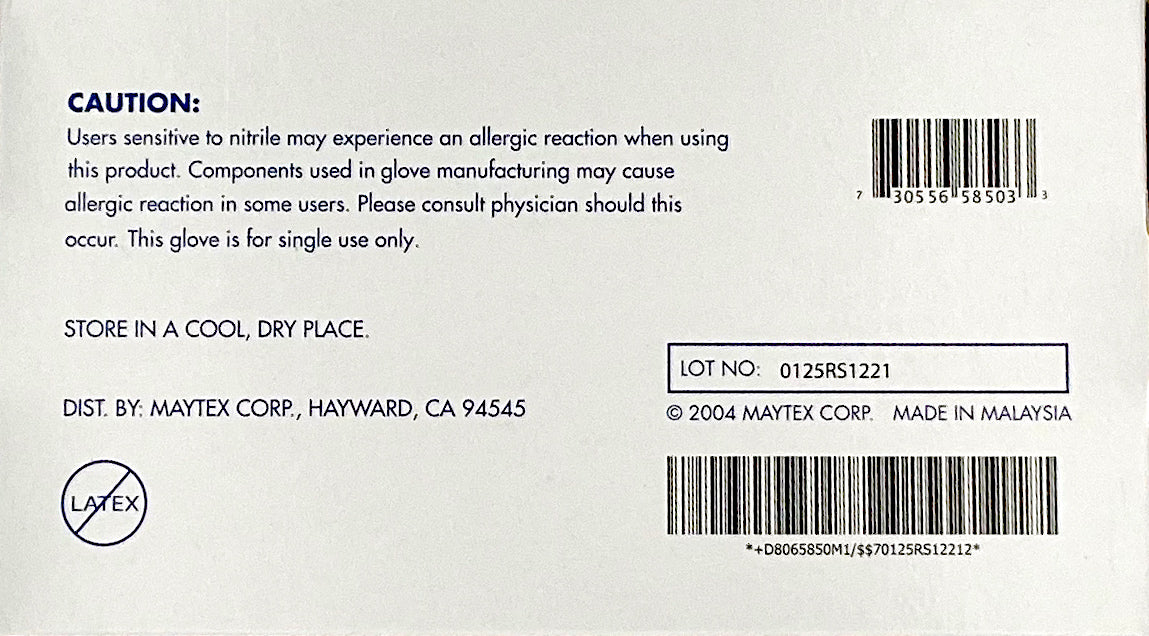 CAUTION:
Users sensitive to nitrile may experience an allergic reaction when using
this product. Components used in glove manufacturing may cause
allergic reaction in some users. Please consult physician should this
occur. This glove is for single use only.
7 30556 58503 3
STORE IN A COOL, DRY PLACE.
LOT NO: 0125RS1221
DIST. BY: MAYTEX CORP., HAYWARD, CA 94545
© 2004 MAYTEX CORP. MADE IN MALAYSIA
LATEX
*+D8065850M1/$$70125RS12212*